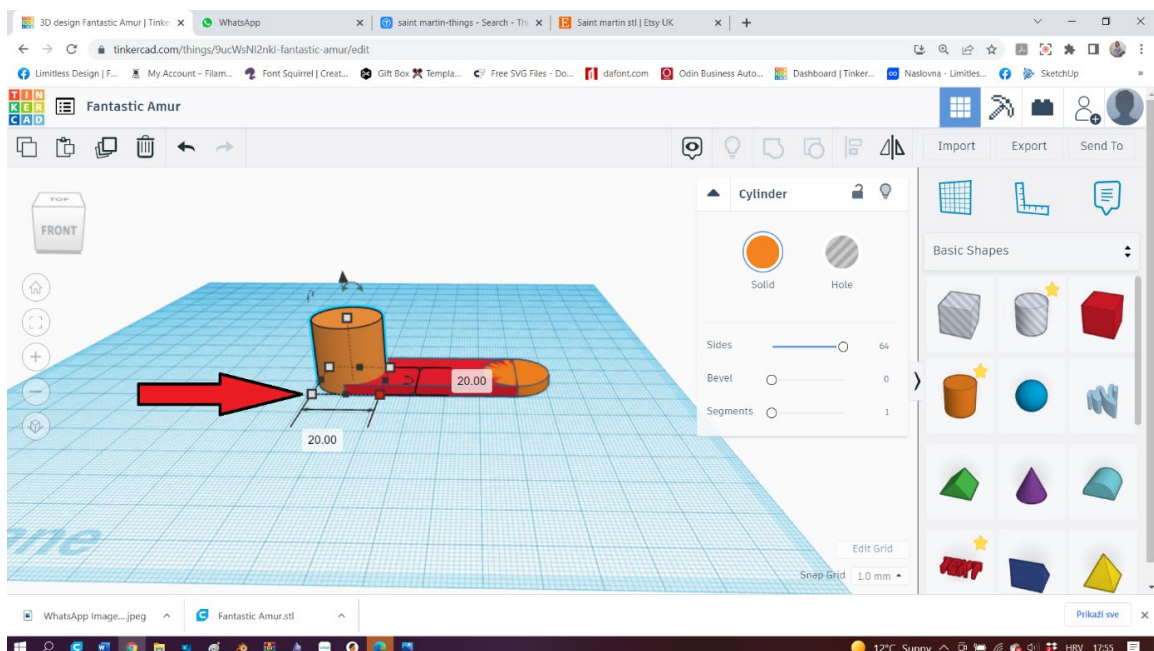 3D design Fantastic Amur | Tinke
WhatsApp
saint martin-things - Search - Thi
Saint martin stl | Etsy UK
tinkercad.com/things/9ucWsNl2nkl-fantastic-amur/edit
Limitless Design | F...
My Account – Filam...
Font Squirrel | Creat...
Gift Box Templa...
Free SVG Files - Do...
dafont.com
Odin Business Auto...
Dashboard | Tinker...
Naslovna - Limitles...
SketchUp
TIN
KER
CAD
Fantastic Amur
Import
Export
Send To
TOP
FRONT
Cylinder
Solid
Hole
Sides
64
Bevel
0
Segments
1
Basic Shapes
20.00
20.00
TEXT
Edit Grid
Snap Grid 1.0 mm
WhatsApp Image....jpeg
Fantastic Amur.stl
Prikaži sve
12°C Sunny
HRV
17:55